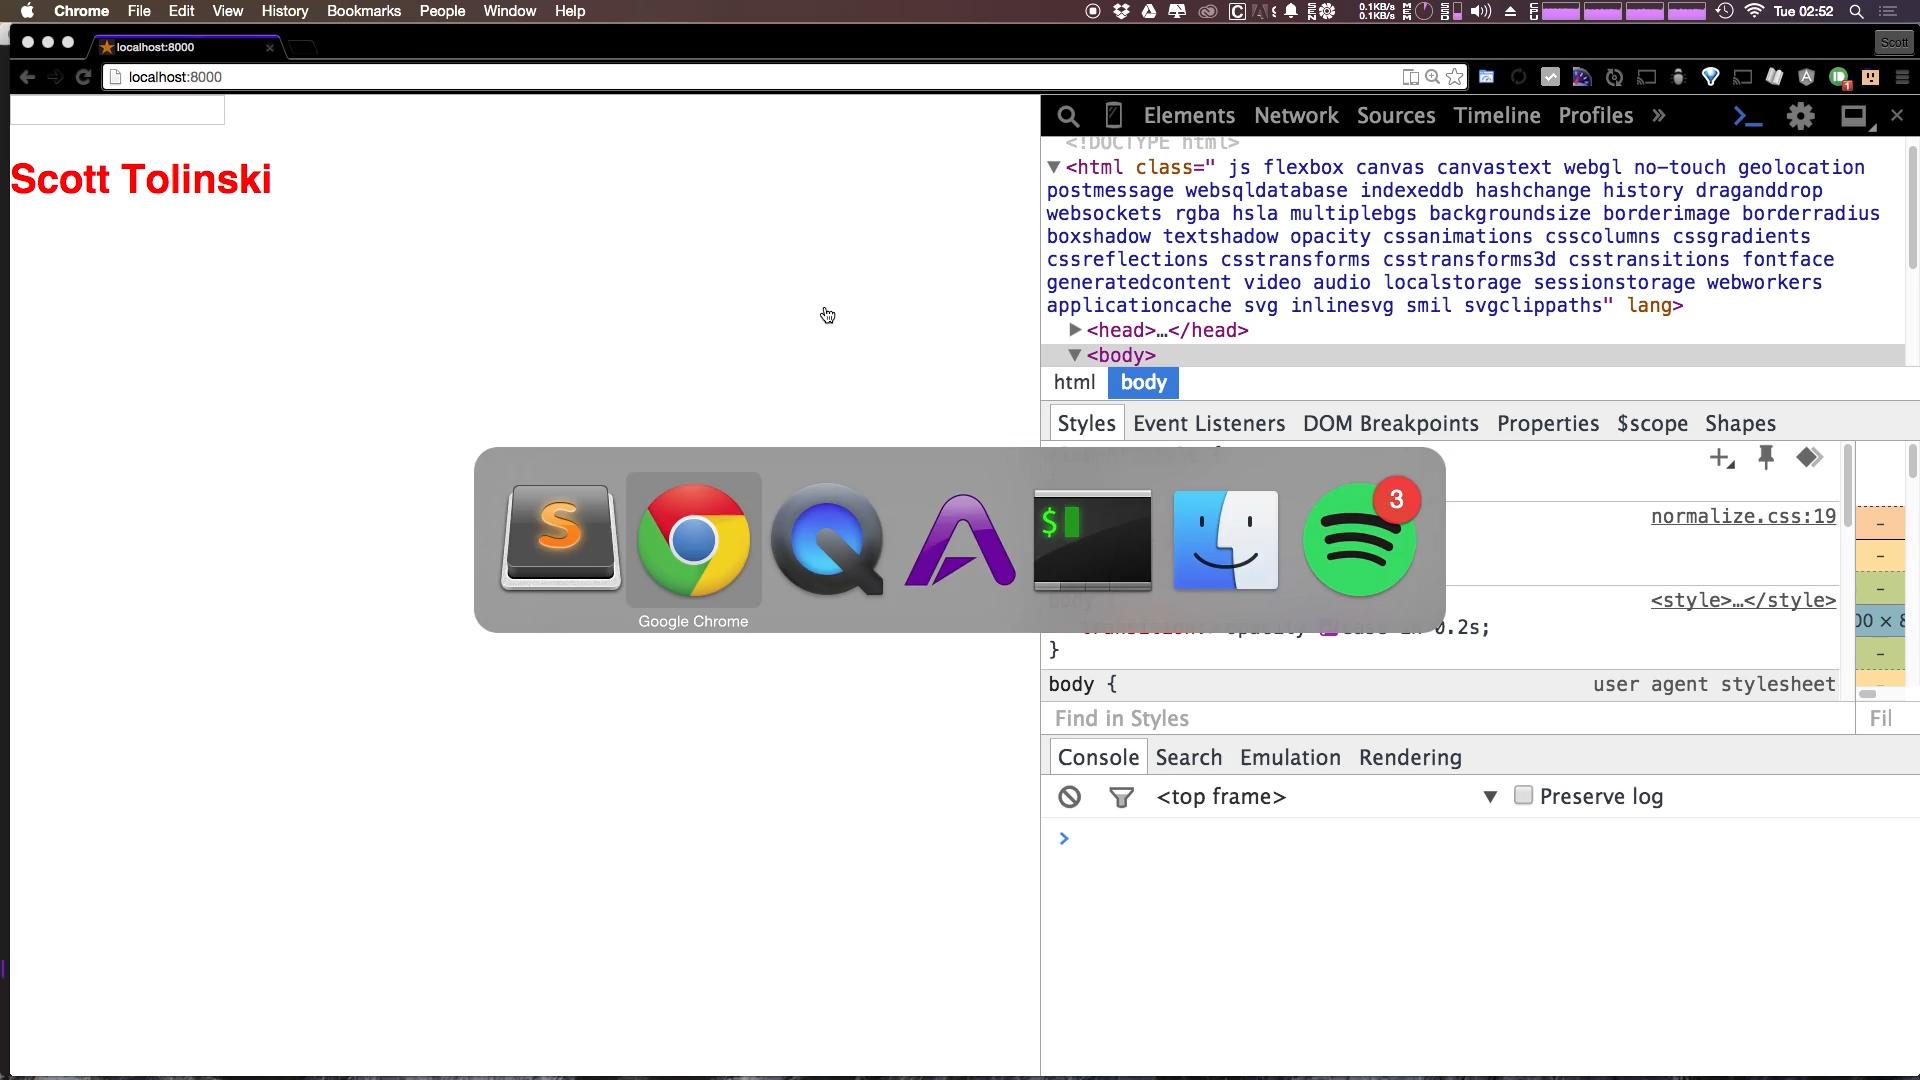 Chrome File Edit View History Bookmarks People Window Help
0.1KB/s
0.1KB/s
Tue 02:52
localhost:8000
Scott
localhost:8000
Scott Tolinski
Elements Network Sources Timeline Profiles »
<!DOCTYPE html>
<html class=" js flexbox canvas canvastext webgl no-touch geolocation
postmessage websqldatabase indexeddb hashchange history draganddrop
websockets rgba hsla multiplebgs backgroundsize borderimage borderradius
boxshadow textshadow opacity cssanimations csscolumns cssgradients
cssreflections csstransforms csstransforms3d csstransitions fontface
generatedcontent video audio localstorage sessionstorage webworkers
applicationcache svg inlinesvg smil svgclippaths" lang>
<head>…</head>
<body>
html body
Styles Event Listeners DOM Breakpoints Properties $scope Shapes
normalize.css:19
3
$
S
Google Chrome
<style>…</style>
0.2s;
}
body {
user agent stylesheet
Find in Styles
Fil
Console Search Emulation Rendering
<top frame>
Preserve log